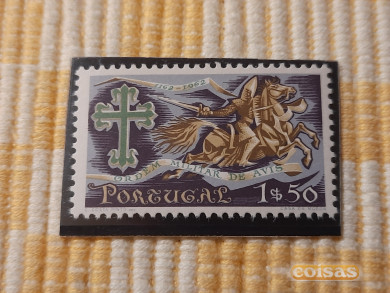 1162-1962
ORDEM MILITAR DE AVIS
PORTUGAL 1$50
coisas